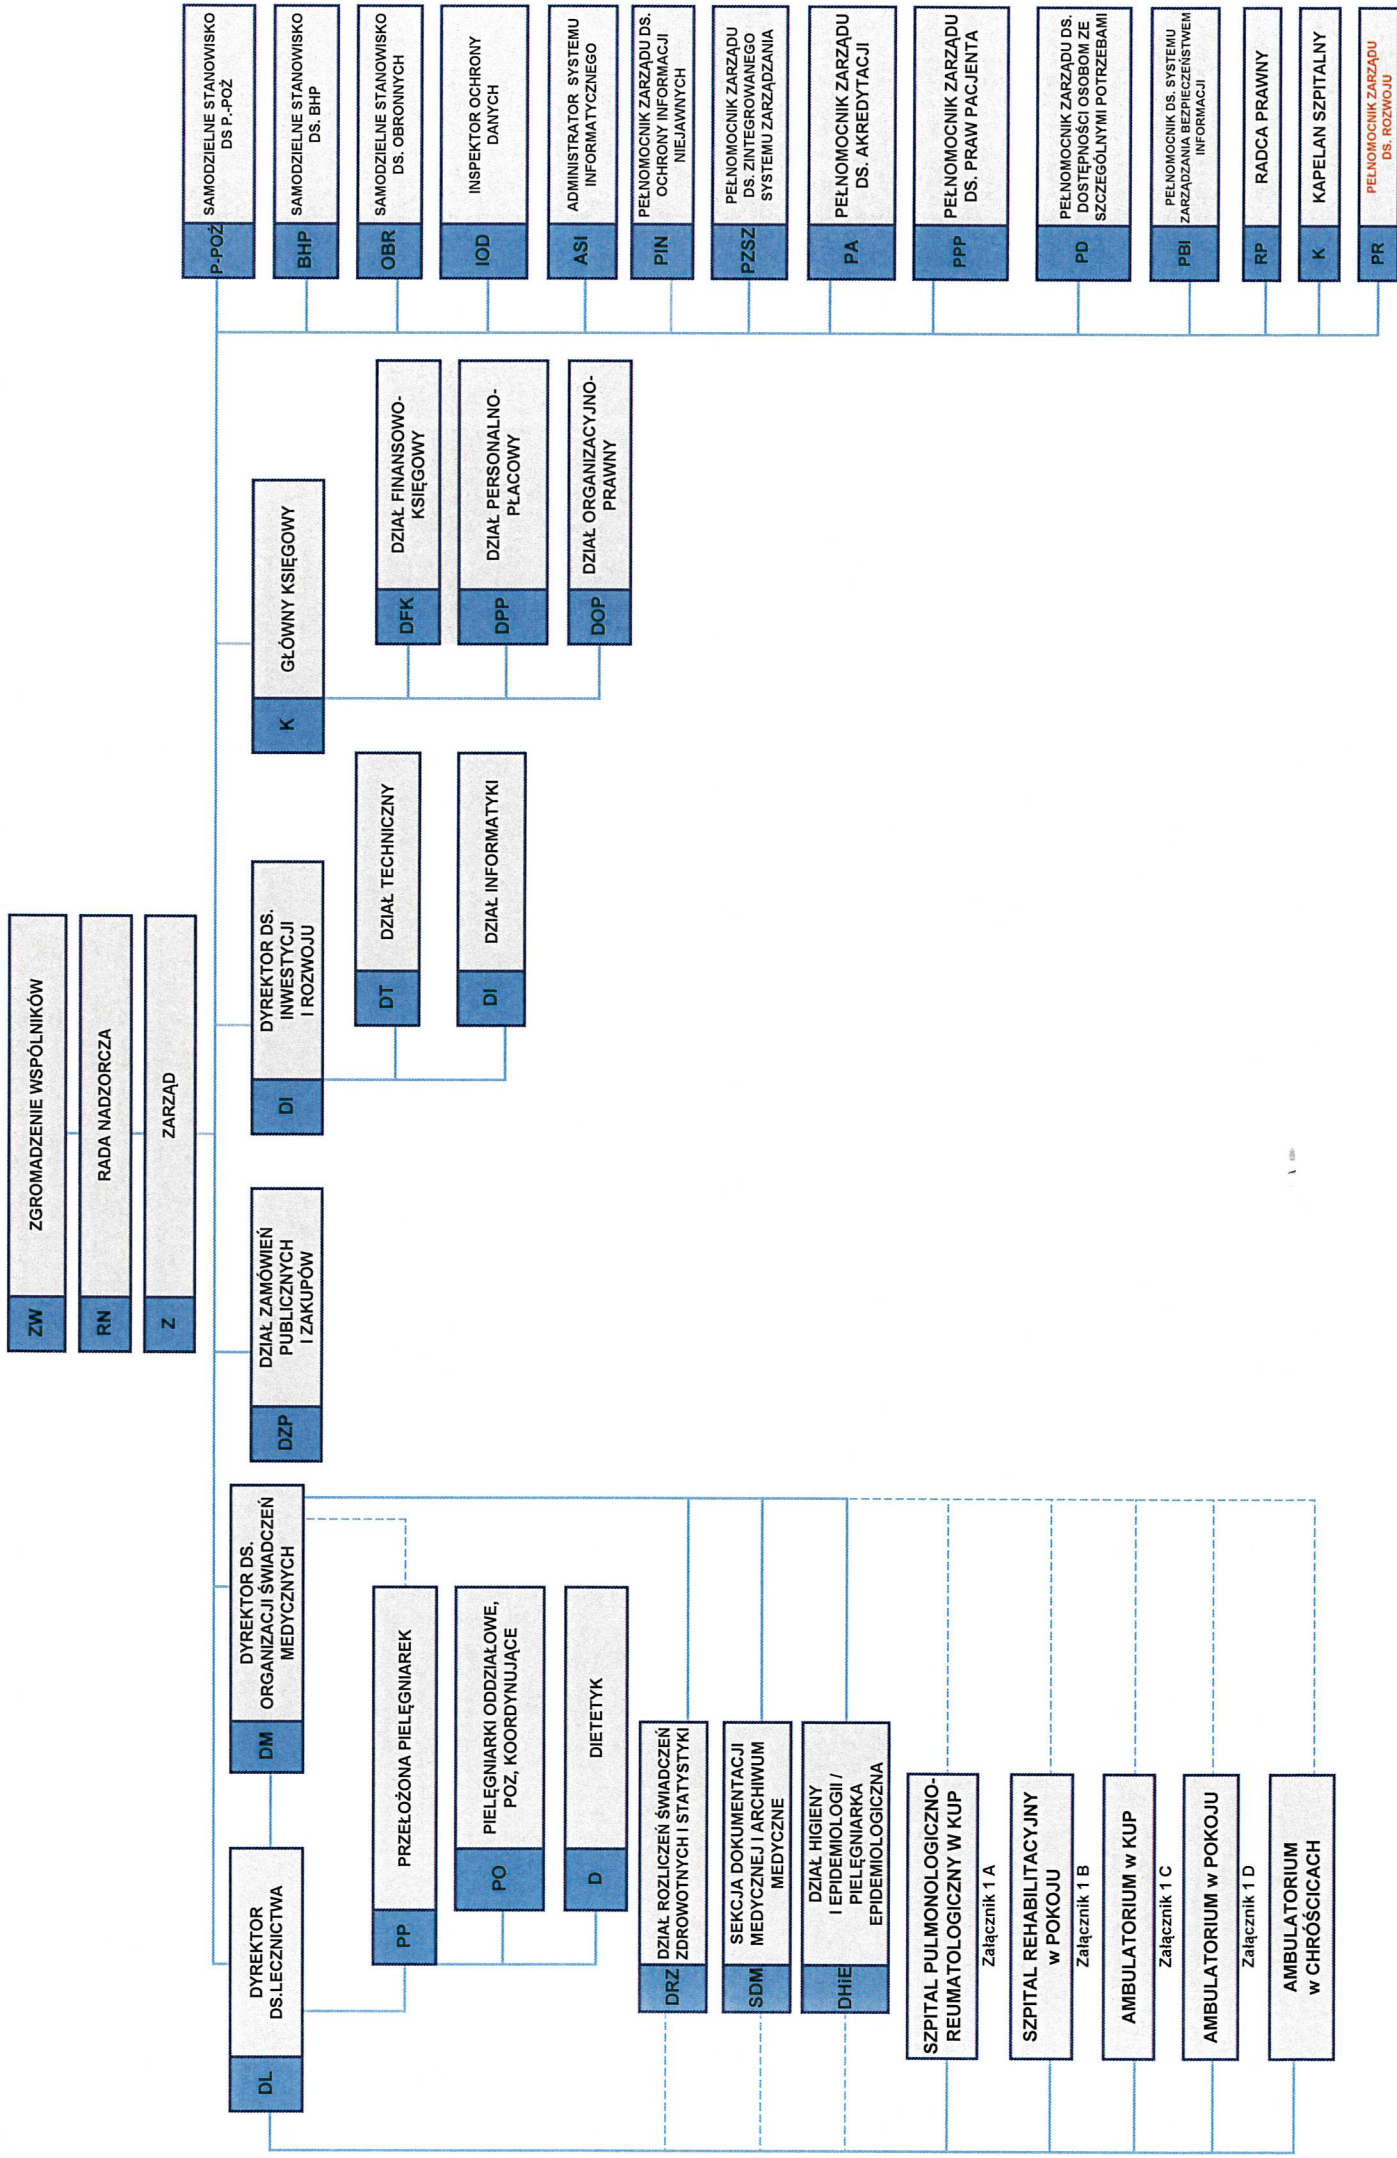 ZW
ZGROMADZENIE WSPÓLNIKÓW
RN
RADA NADZORCZA
Z
ZARZĄD
DL
DYREKTOR
DS.LECZNICTWA
DM
DYREKTOR DS.
ORGANIZACJI ŚWIADCZEŃ
MEDYCZNYCH
DZP
DZIAŁ ZAMÓWIEŃ
PUBLICZNYCH
I ZAKUPÓW
DI
DYREKTOR DS.
INWESTYCJI
I ROZWOJU
K
GŁÓWNY KSIĘGOWY
PP
PRZEŁOŻONA PIELĘGNIAREK
PO
PIELĘGNIARKI ODDZIAŁOWE,
POZ, KOORDYNUJĄCE
D
DIETETYK
DRZ
DZIAŁ ROZLICZEŃ ŚWIADCZEŃ
ZDROWOTNYCH I STATYSTYKI
SDM
SEKCJA DOKUMENTACJI
MEDYCZNEJ I ARCHIWUM
MEDYCZNE
DHiE
DZIAŁ HIGIENY
I EPIDEMIOLOGII /
PIELĘGNIARKA
EPIDEMIOLOGICZNA
SZPITAL PULMONOLOGICZNO-
REUMATOLOGICZNY W KUP
Załącznik 1 A
SZPITAL REHABILITACYJNY
w POKOJU
Załącznik 1 B
AMBULATORIUM w KUP
Załącznik 1 C
AMBULATORIUM w POKOJU
Załącznik 1 D
AMBULATORIUM
w CHRÓŚCICACH
DT
DZIAŁ TECHNICZNY
DI
DZIAŁ INFORMATYKI
DFK
DZIAŁ FINANSOWO-
KSIĘGOWY
DPP
DZIAŁ PERSONALNO-
PŁACOWY
DOP
DZIAŁ ORGANIZACYJNO-
PRAWNY
P-POŻ
SAMODZIELNE STANOWISKO
DS P.-POŻ
BHP
SAMODZIELNE STANOWISKO
DS. BHP
OBR
SAMODZIELNE STANOWISKO
DS. OBRONNYCH
IOD
INSPEKTOR OCHRONY
DANYCH
ASI
ADMINISTRATOR SYSTEMU
INFORMATYCZNEGO
PIN
PEŁNOMOCNIK ZARZĄDU DS.
OCHRONY INFORMACJI
NIEJAWNYCH
PZSZ
PEŁNOMOCNIK ZARZĄDU
DS. ZINTEGROWANEGO
SYSTEMU ZARZĄDZANIA
PA
PEŁNOMOCNIK ZARZĄDU
DS. AKREDYTACJI
PPP
PEŁNOMOCNIK ZARZĄDU
DS. PRAW PACJENTA
PD
PEŁNOMOCNIK ZARZĄDU DS.
DOSTĘPNOŚCI OSOBOM ZE
SZCZEGÓLNYMI POTRZEBAMI
PBI
PEŁNOMOCNIK DS. SYSTEMU
ZARZĄDZANIA BEZPIECZEŃSTWEM
INFORMACJI
RP
RADCA PRAWNY
K
KAPELAN SZPITALNY
PR
PEŁNOMOCNIK ZARZĄDU
DS. ROZWOJU